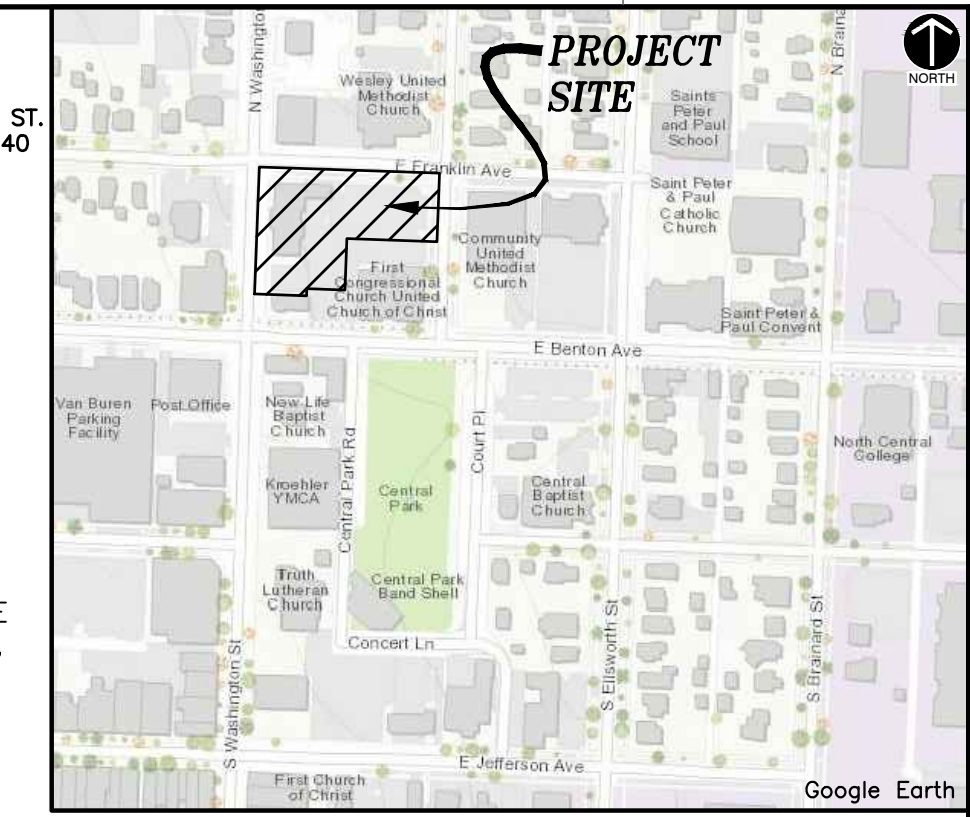 ST.
40
E
N Washington
N Braina
NORTH
PROJECT
SITE
Wesley United
Methodist
Church
Saints
Peter
and Paul
School
E Franklin Ave
Saint Peter
& Paul
Catholic
Church
Community
United
Methodist
Church
First
Congressional
Church United
Church of Christ
Saint Peter &
Paul Convent
E Benton Ave
Van Buren
Parking
Facility
Post Office
New Life
Baptist
Church
Kroehler
YMCA
Central Park Rd
Central
Park
Court Pl
Central
Baptist
Church
North Central
College
Truth
Lutheran
Church
Central Park
Band Shell
Concert Ln
S Washington St
S Ellsworth St
S Brainard St
E Jefferson Ave
First Church
of Christ
Google Earth